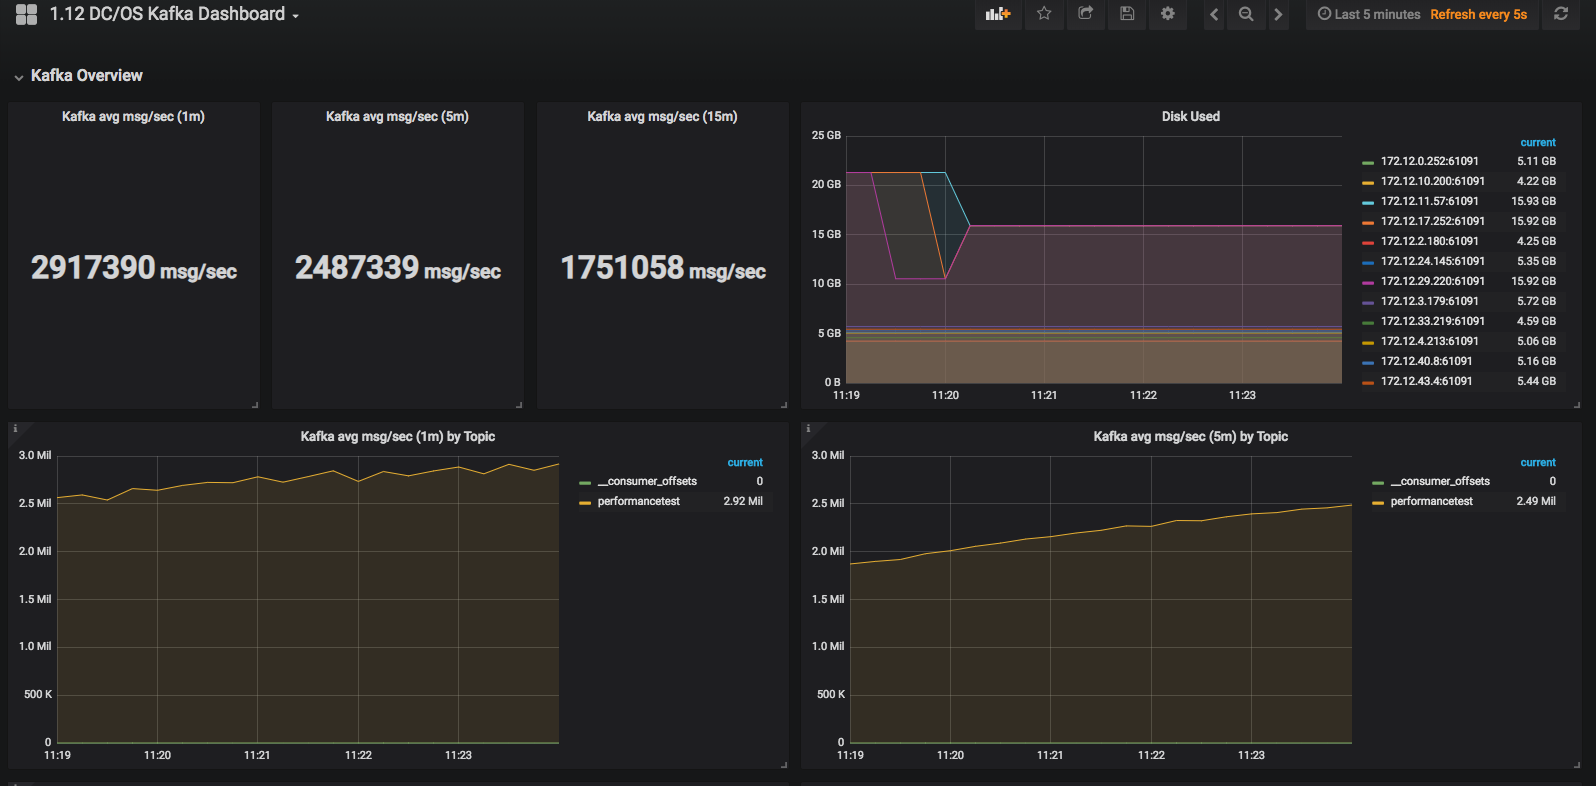 1.12 DC/OS Kafka Dashboard
Last 5 minutes Refresh every 5s
Kafka Overview
Kafka avg msg/sec (1m)
2917390 msg/sec
Kafka avg msg/sec (5m)
2487339 msg/sec
Kafka avg msg/sec (15m)
1751058 msg/sec
Disk Used
25 GB
20 GB
15 GB
10 GB
5 GB
0 B
11:19 11:20 11:21 11:22 11:23
current
172.12.0.252:61091 5.11 GB
172.12.10.200:61091 4.22 GB
172.12.11.57:61091 15.93 GB
172.12.17.252:61091 15.92 GB
172.12.2.180:61091 4.25 GB
172.12.24.145:61091 5.35 GB
172.12.29.220:61091 15.92 GB
172.12.3.179:61091 5.72 GB
172.12.33.219:61091 4.59 GB
172.12.4.213:61091 5.06 GB
172.12.40.8:61091 5.16 GB
172.12.43.4:61091 5.44 GB
i
Kafka avg msg/sec (1m) by Topic
3.0 Mil
2.5 Mil
2.0 Mil
1.5 Mil
1.0 Mil
500 K
0
11:19 11:20 11:21 11:22 11:23
current
__consumer_offsets 0
performancetest 2.92 Mil
i
Kafka avg msg/sec (5m) by Topic
3.0 Mil
2.5 Mil
2.0 Mil
1.5 Mil
1.0 Mil
500 K
0
11:19 11:20 11:21 11:22 11:23
current
__consumer_offsets 0
performancetest 2.49 Mil